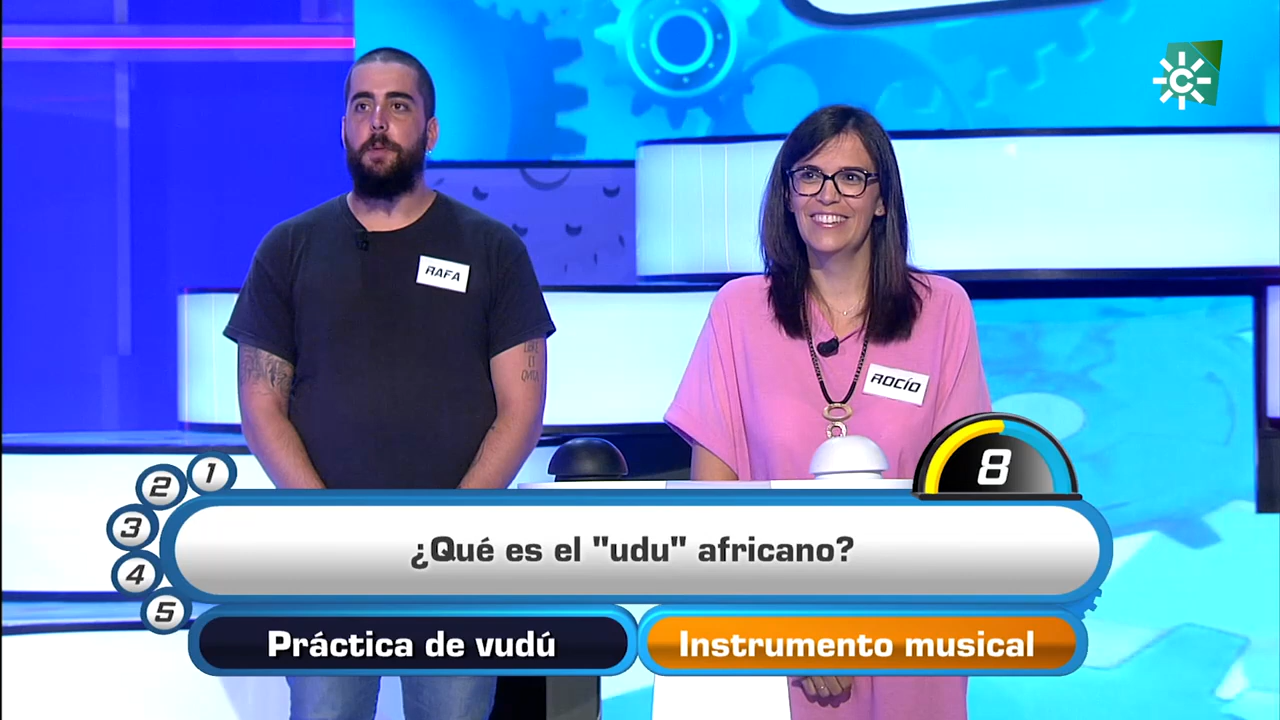 C
RAFA
ROCÍO
8
1
2
3
4
5
¿Qué es el "udu" africano?
Práctica de vudú
Instrumento musical